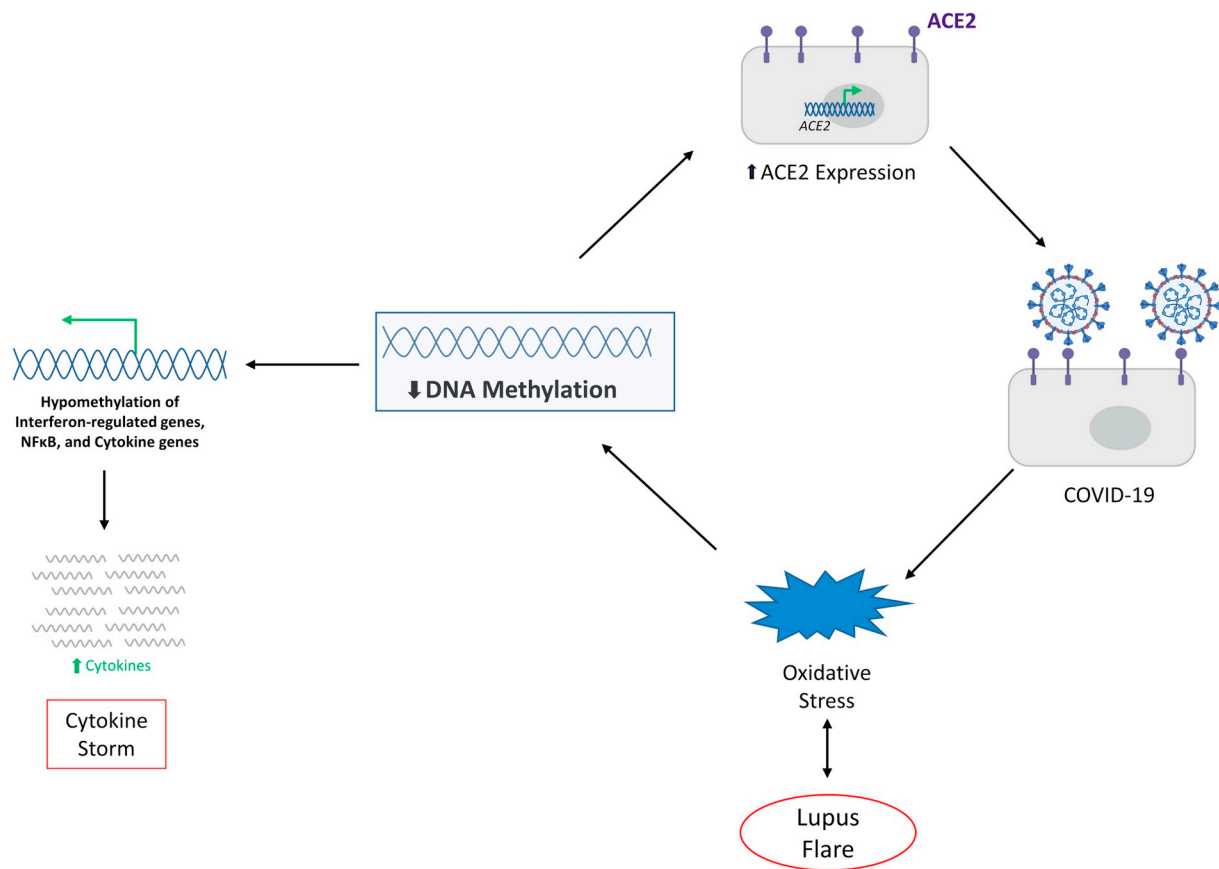 ACE2
ACE2
⬆ACE2 Expression
Hypomethylation of
Interferon-regulated genes,
NFκB, and Cytokine genes
⬇DNA Methylation
COVID-19
⬆Cytokines
Cytokine
Storm
Oxidative
Stress
Lupus
Flare